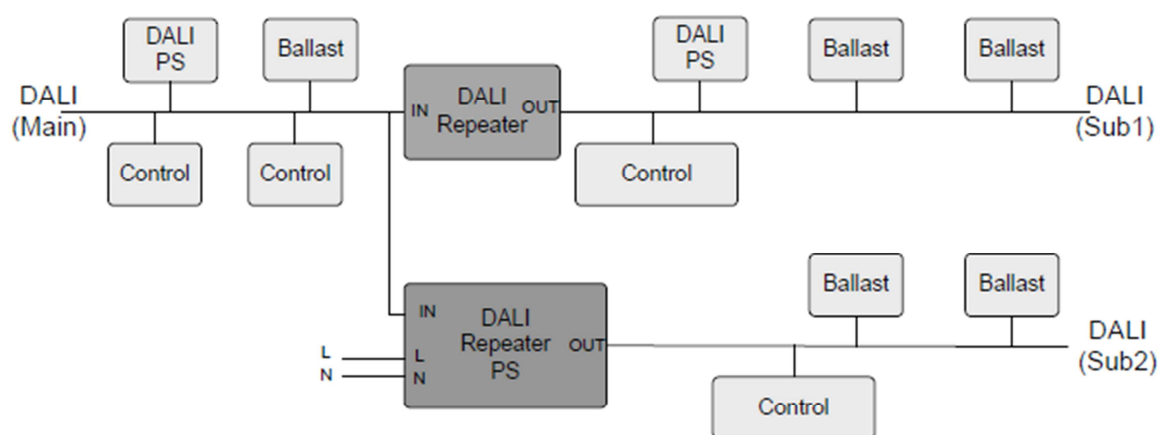 DALI
PS
Ballast
DALI
PS
Ballast
Ballast
DALI
(Main)
IN
DALI
Repeater
OUT
DALI
(Sub1)
Control
Control
Control
Ballast
Ballast
IN
DALI
Repeater
PS
OUT
DALI
(Sub2)
L
L
N
N
Control